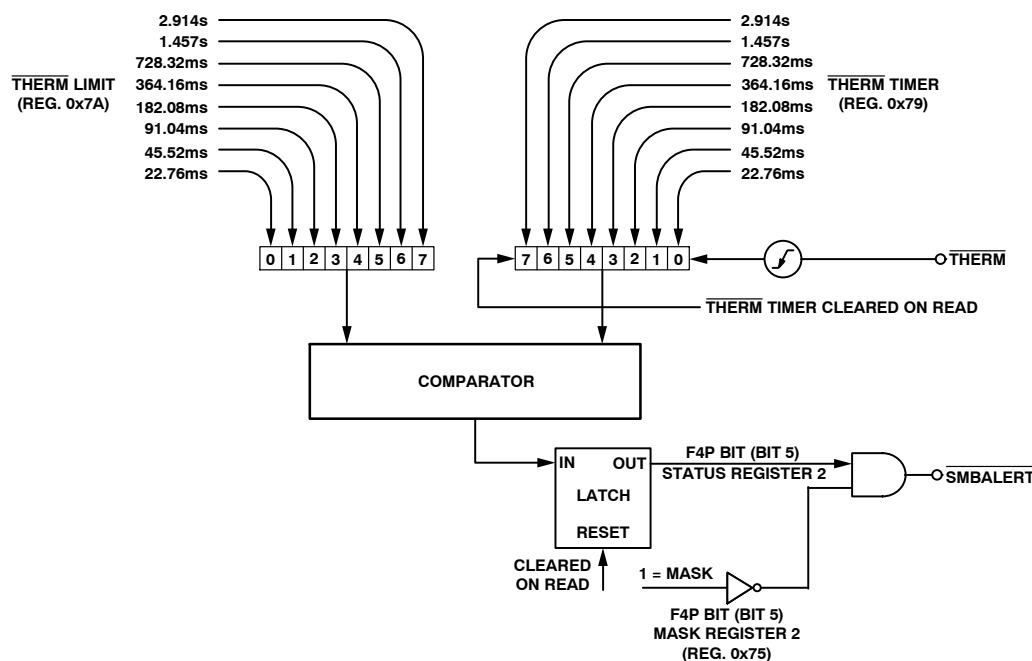 2.914s
1.457s
728.32ms
364.16ms
182.08ms
91.04ms
45.52ms
22.76ms
THERM LIMIT
(REG. 0x7A)
2.914s
1.457s
728.32ms
364.16ms
182.08ms
91.04ms
45.52ms
22.76ms
THERM TIMER
(REG. 0x79)
0 1 2 3 4 5 6 7
7 6 5 4 3 2 1 0
THERM
THERM TIMER CLEARED ON READ
COMPARATOR
IN OUT
LATCH
RESET
F4P BIT (BIT 5)
STATUS REGISTER 2
SMBALERT
CLEARED
ON READ
1 = MASK
F4P BIT (BIT 5)
MASK REGISTER 2
(REG. 0x75)